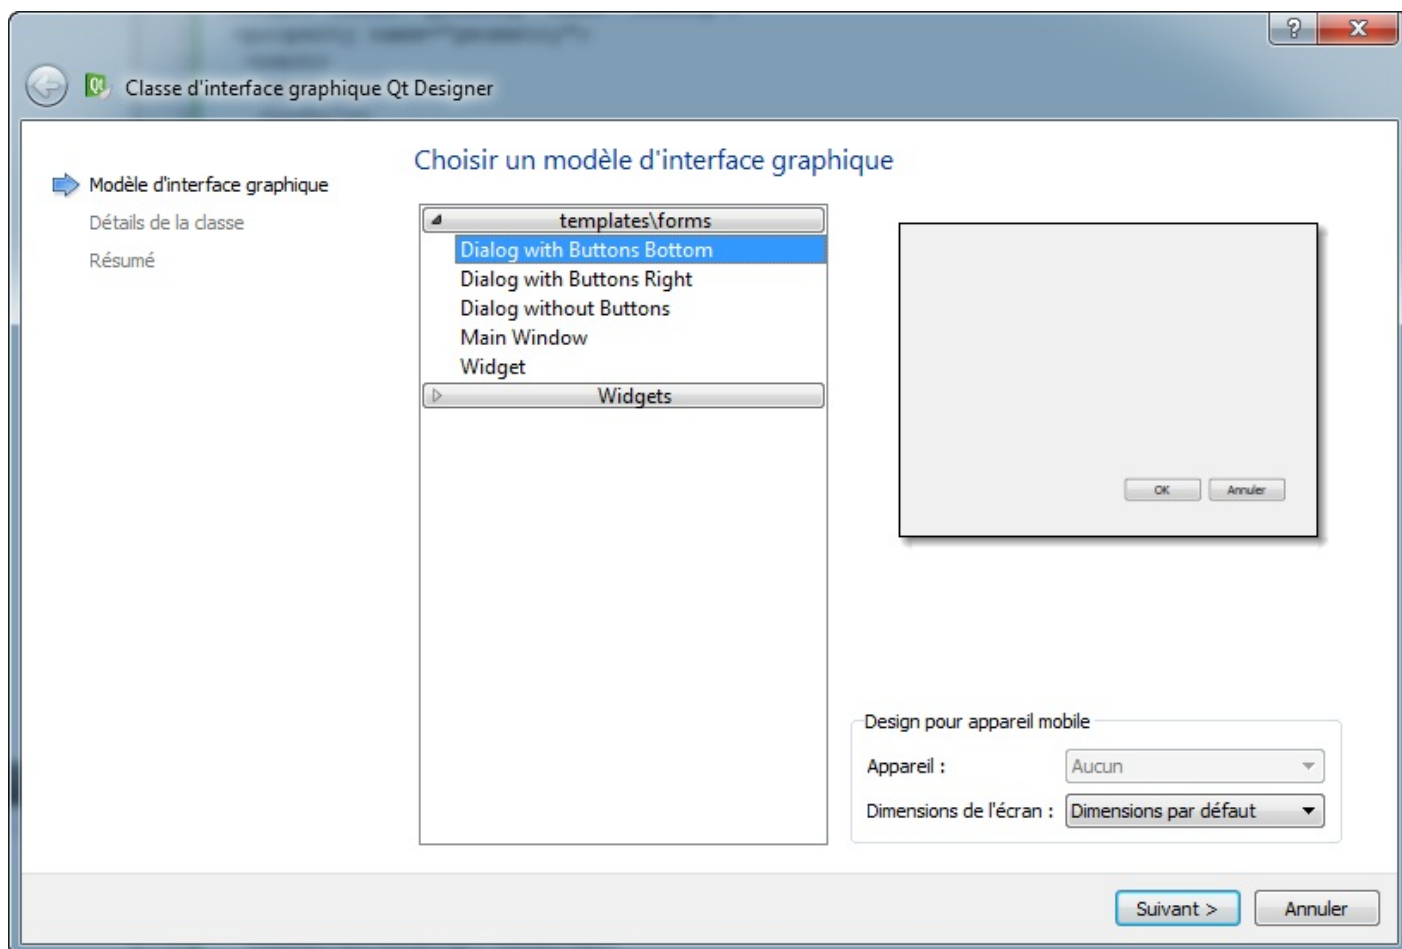 Classe d'interface graphique Qt Designer
Choisir un modèle d'interface graphique
Modèle d'interface graphique
Détails de la classe
Résumé
templates\forms
Dialog with Buttons Bottom
Dialog with Buttons Right
Dialog without Buttons
Main Window
Widget
Widgets
OK Annuler
Design pour appareil mobile
Appareil : Aucun
Dimensions de l'écran : Dimensions par défaut
Suivant > Annuler